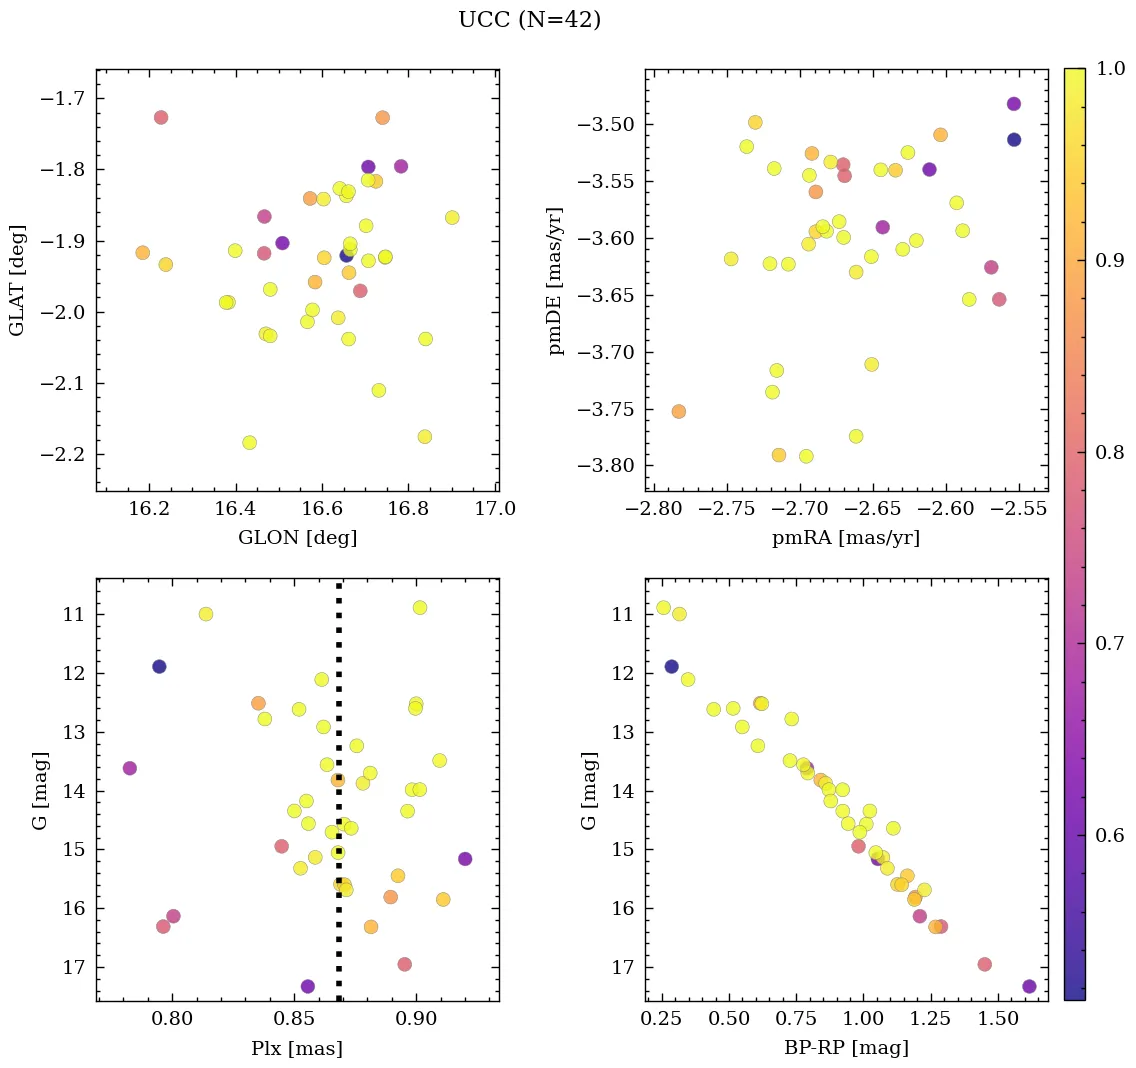 UCC (N=42)
−1.7
−1.8
−1.9
−2.0
−2.1
−2.2
GLAT [deg]
16.2 16.4 16.6 16.8 17.0
GLON [deg]
−3.50
−3.55
−3.60
−3.65
−3.70
−3.75
−3.80
pmDE [mas/yr]
−2.80 −2.75 −2.70 −2.65 −2.60 −2.55
pmRA [mas/yr]
11
12
13
14
15
16
17
G [mag]
0.80 0.85 0.90
Plx [mas]
11
12
13
14
15
16
17
G [mag]
0.25 0.50 0.75 1.00 1.25 1.50
BP-RP [mag]
1.0
0.9
0.8
0.7
0.6